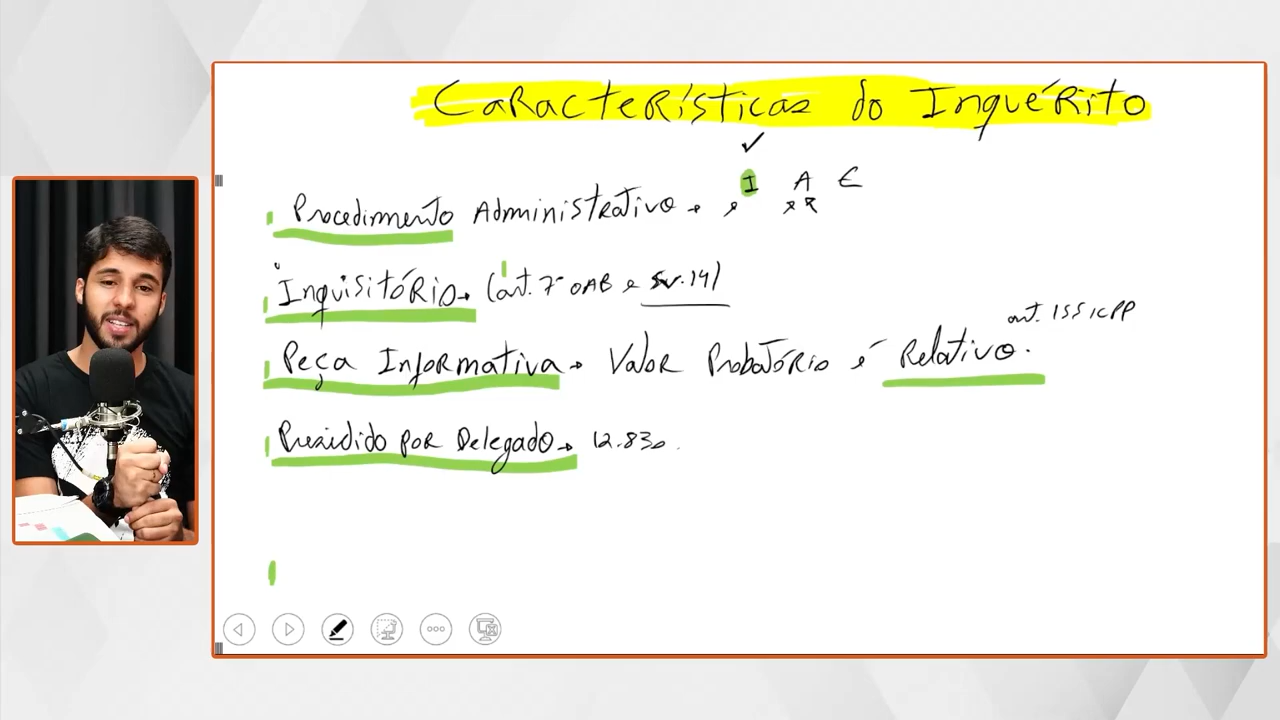 Características do Inquérito
✓
I A E
Procedimento Administrativo →
Inquisitório → (art. 7º OAB e sv. 14)
art. 155 /CPP
Peça Informativa → Valor Probatório é Relativo.
Presidido por Delegado → 12.830